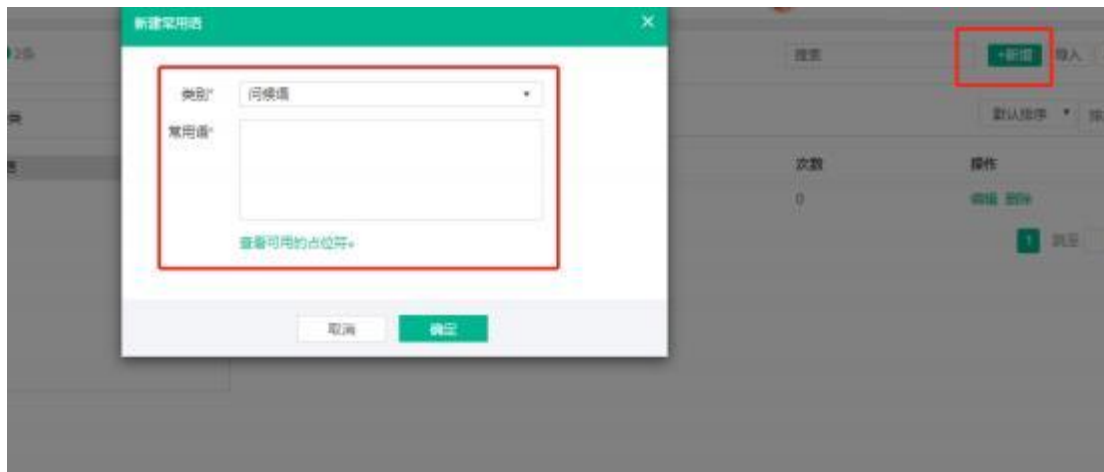 新建常用语
×
2条
搜索
+新增
导入
类别*
问候语
常用语*
默认排序
次数
操作
0
编辑 删除
查看可用的占位符
1
跳至
取消
确定